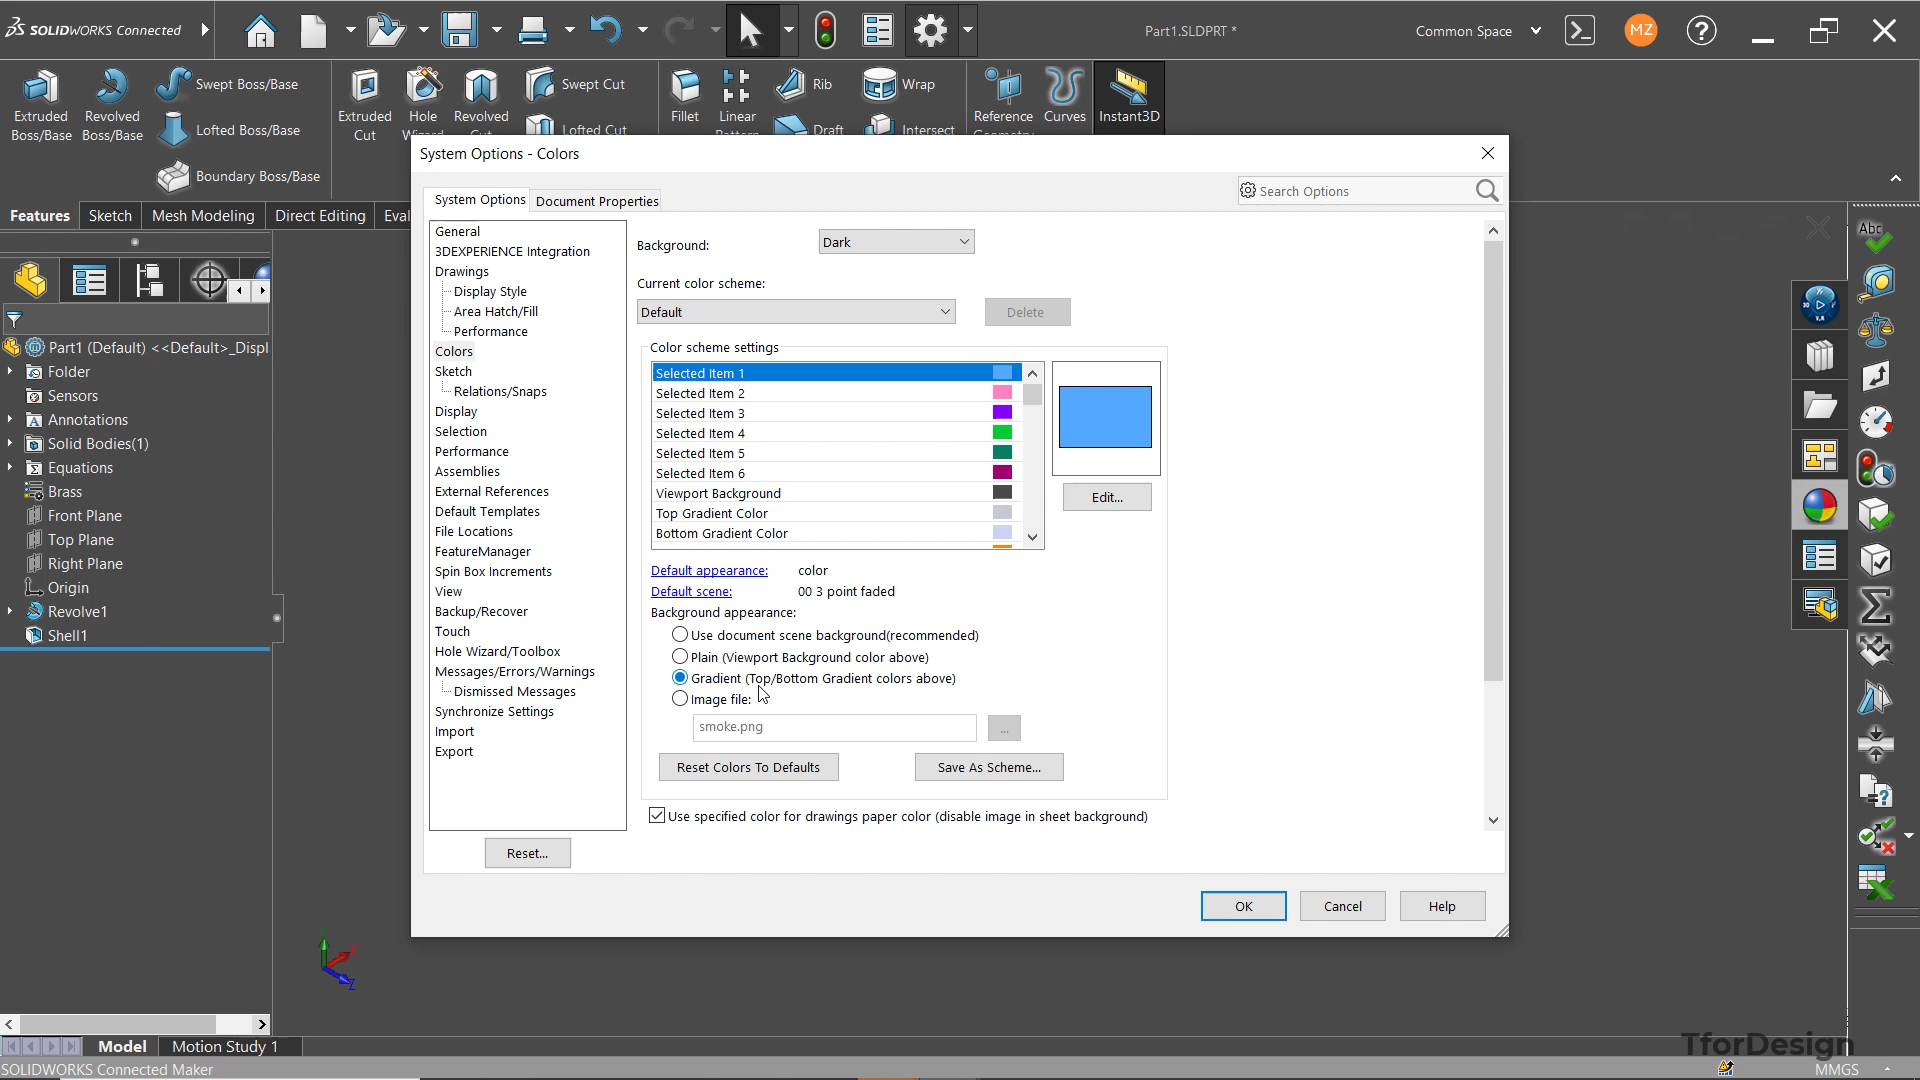 SOLIDWORKS Connected
Part1.SLDPRT *
Common Space
MZ
Extruded Boss/Base
Revolved Boss/Base
Swept Boss/Base
Lofted Boss/Base
Boundary Boss/Base
Extruded Cut
Hole
Revolved
Swept Cut
Lofted Cut
Fillet
Linear
Rib
Draft
Wrap
Intersect
Reference
Curves
Instant3D
Features
Sketch
Mesh Modeling
Direct Editing
Eval
System Options - Colors
System Options
Document Properties
Search Options
General
3DEXPERIENCE Integration
Drawings
Display Style
Area Hatch/Fill
Performance
Colors
Sketch
Relations/Snaps
Display
Selection
Performance
Assemblies
External References
Default Templates
File Locations
FeatureManager
Spin Box Increments
View
Backup/Recover
Touch
Hole Wizard/Toolbox
Messages/Errors/Warnings
Dismissed Messages
Synchronize Settings
Import
Export
Reset...
Background:
Dark
Current color scheme:
Default
Delete
Color scheme settings
Selected Item 1
Selected Item 2
Selected Item 3
Selected Item 4
Selected Item 5
Selected Item 6
Viewport Background
Top Gradient Color
Bottom Gradient Color
Edit...
Default appearance: color
Default scene: 00 3 point faded
Background appearance:
Use document scene background(recommended)
Plain (Viewport Background color above)
Gradient (Top/Bottom Gradient colors above)
Image file:
smoke.png
...
Reset Colors To Defaults
Save As Scheme...
Use specified color for drawings paper color (disable image in sheet background)
OK
Cancel
Help
Part1 (Default) <<Default>_Displ
Folder
Sensors
Annotations
Solid Bodies(1)
Equations
Brass
Front Plane
Top Plane
Right Plane
Origin
Revolve1
Shell1
Abc
X
Z
Model
Motion Study 1
TforDesign
SOLIDWORKS Connected Maker
MMGS